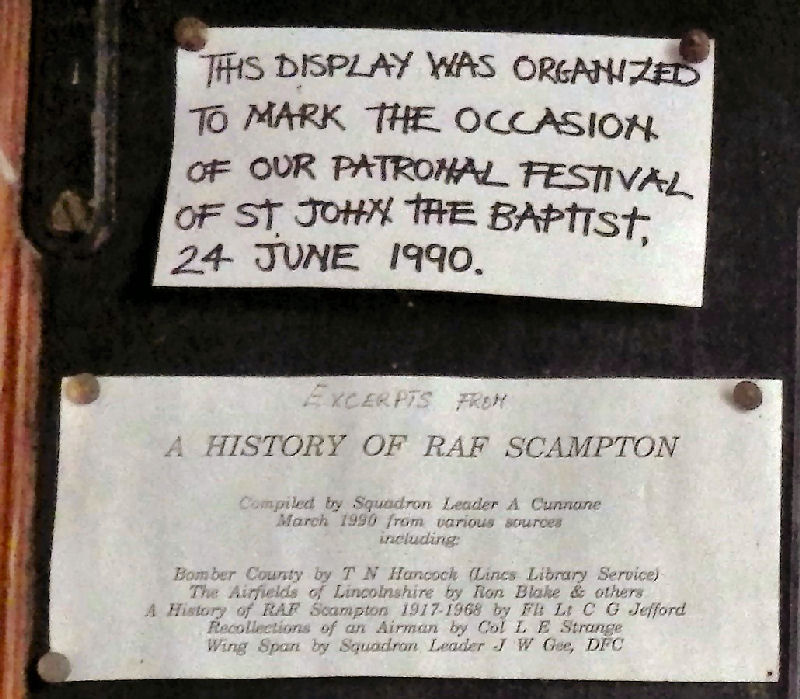 THIS DISPLAY WAS ORGANIZED
TO MARK THE OCCASION
OF OUR PATRONAL FESTIVAL
OF ST JOHN THE BAPTIST,
24 JUNE 1990.
EXCERPTS FROM
A HISTORY OF RAF SCAMPTON
Compiled by Squadron Leader A Cunnane
March 1990 from various sources
including:
Bomber County by T N Hancock (Lincs Library Service)
The Airfields of Lincolnshire by Ron Blake & others
A History of RAF Scampton 1917-1968 by Flt Lt C G Jefford
Recollections of an Airman by Col L E Strange
Wing Span by Squadron Leader J W Gee, DFC